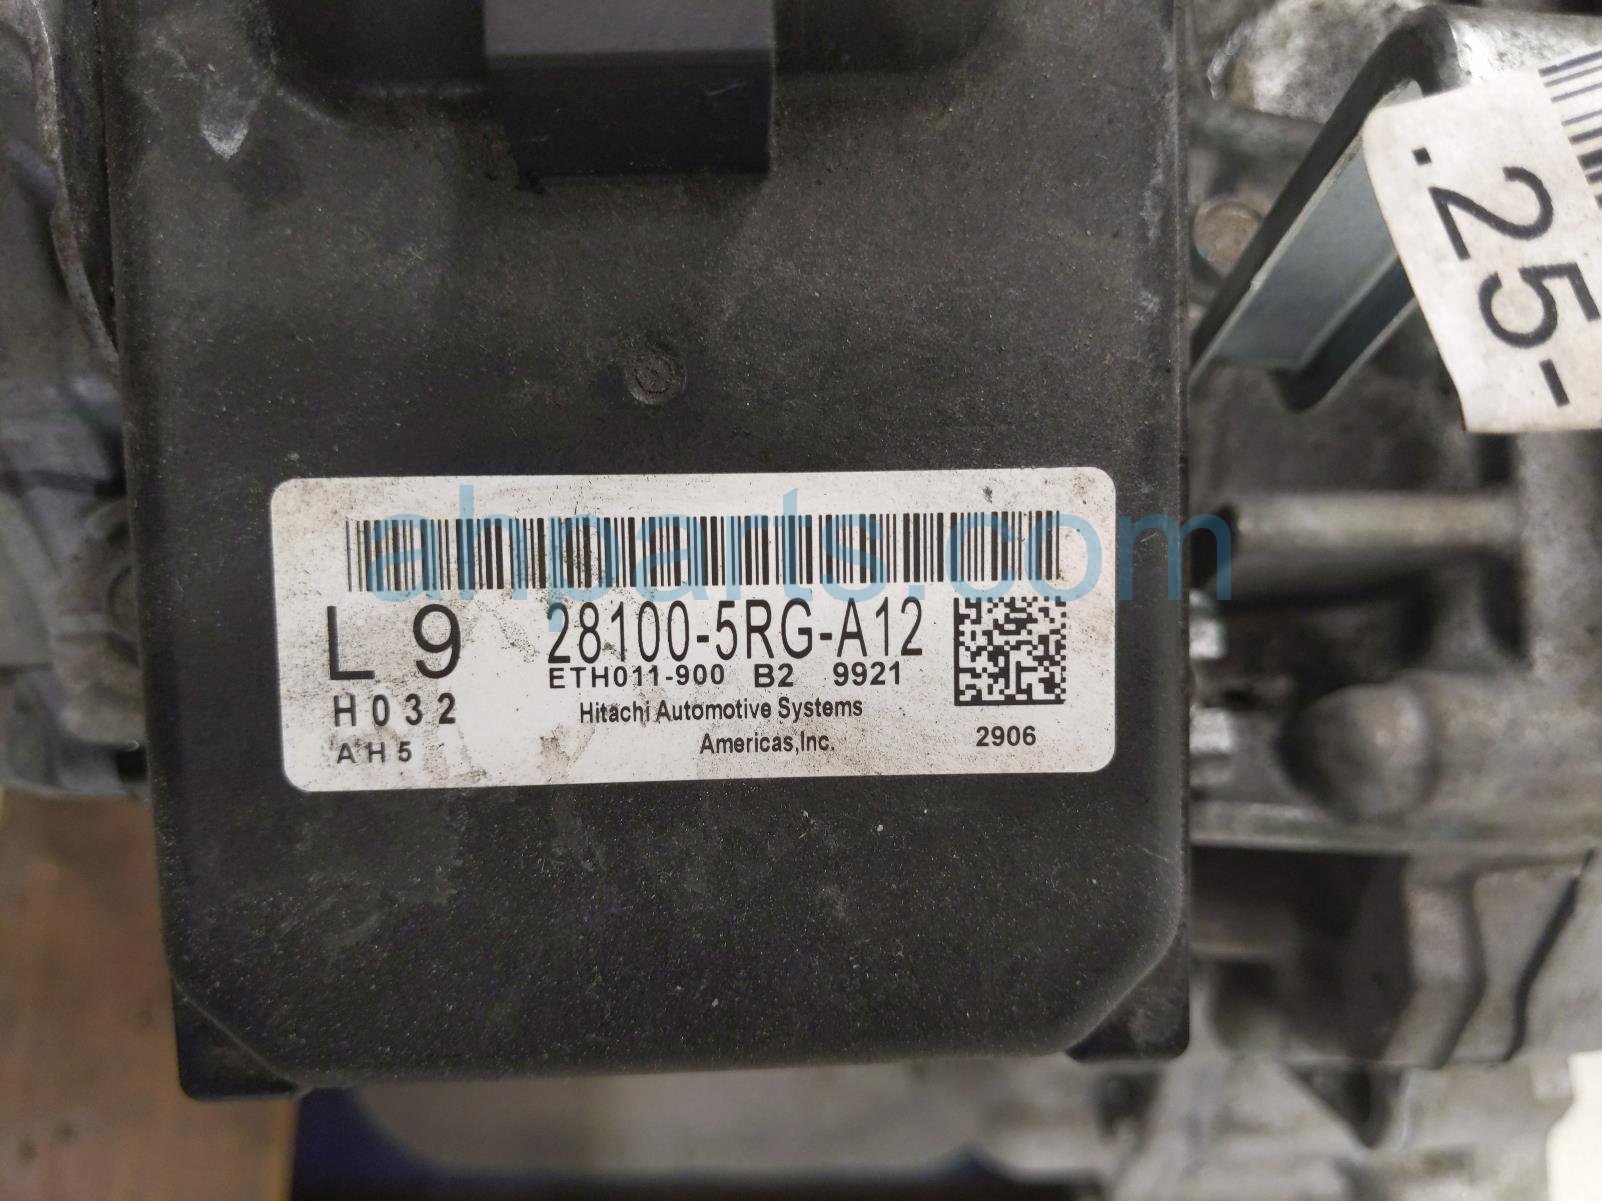 .25-
ahparts.com
L 9 28100-5RG-A12
ETH011-900 B2 9921
H032 Hitachi Automotive Systems
AH5 Americas,Inc. 2906